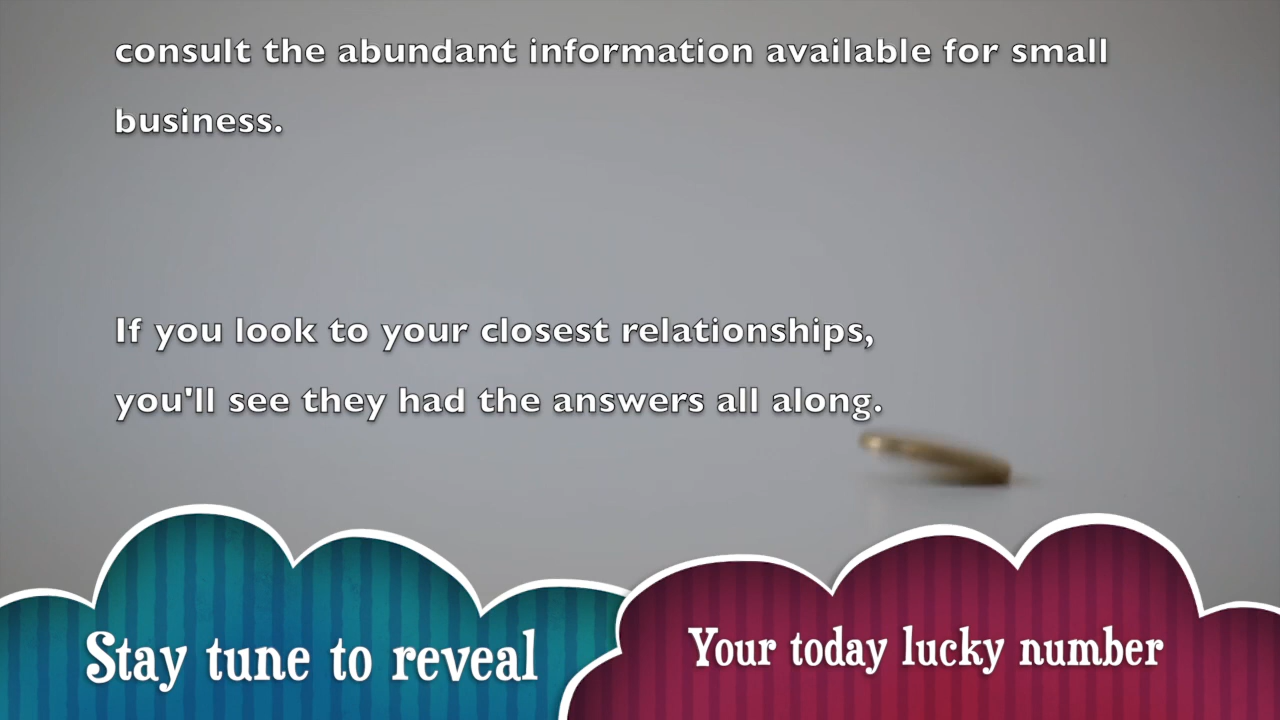 consult the abundant information available for small
business.
If you look to your closest relationships,
you'll see they had the answers all along.
Stay tune to reveal
Your today lucky number